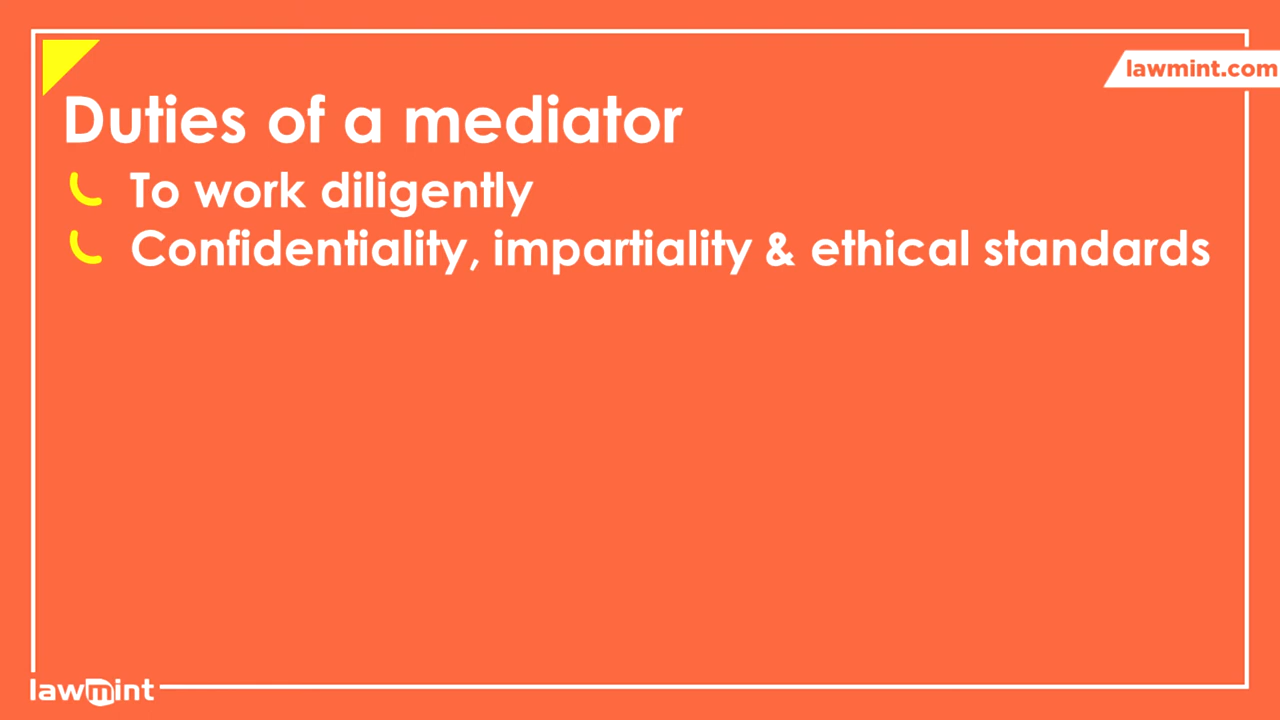 lawmint.com
Duties of a mediator
To work diligently
Confidentiality, impartiality & ethical standards
lawmint